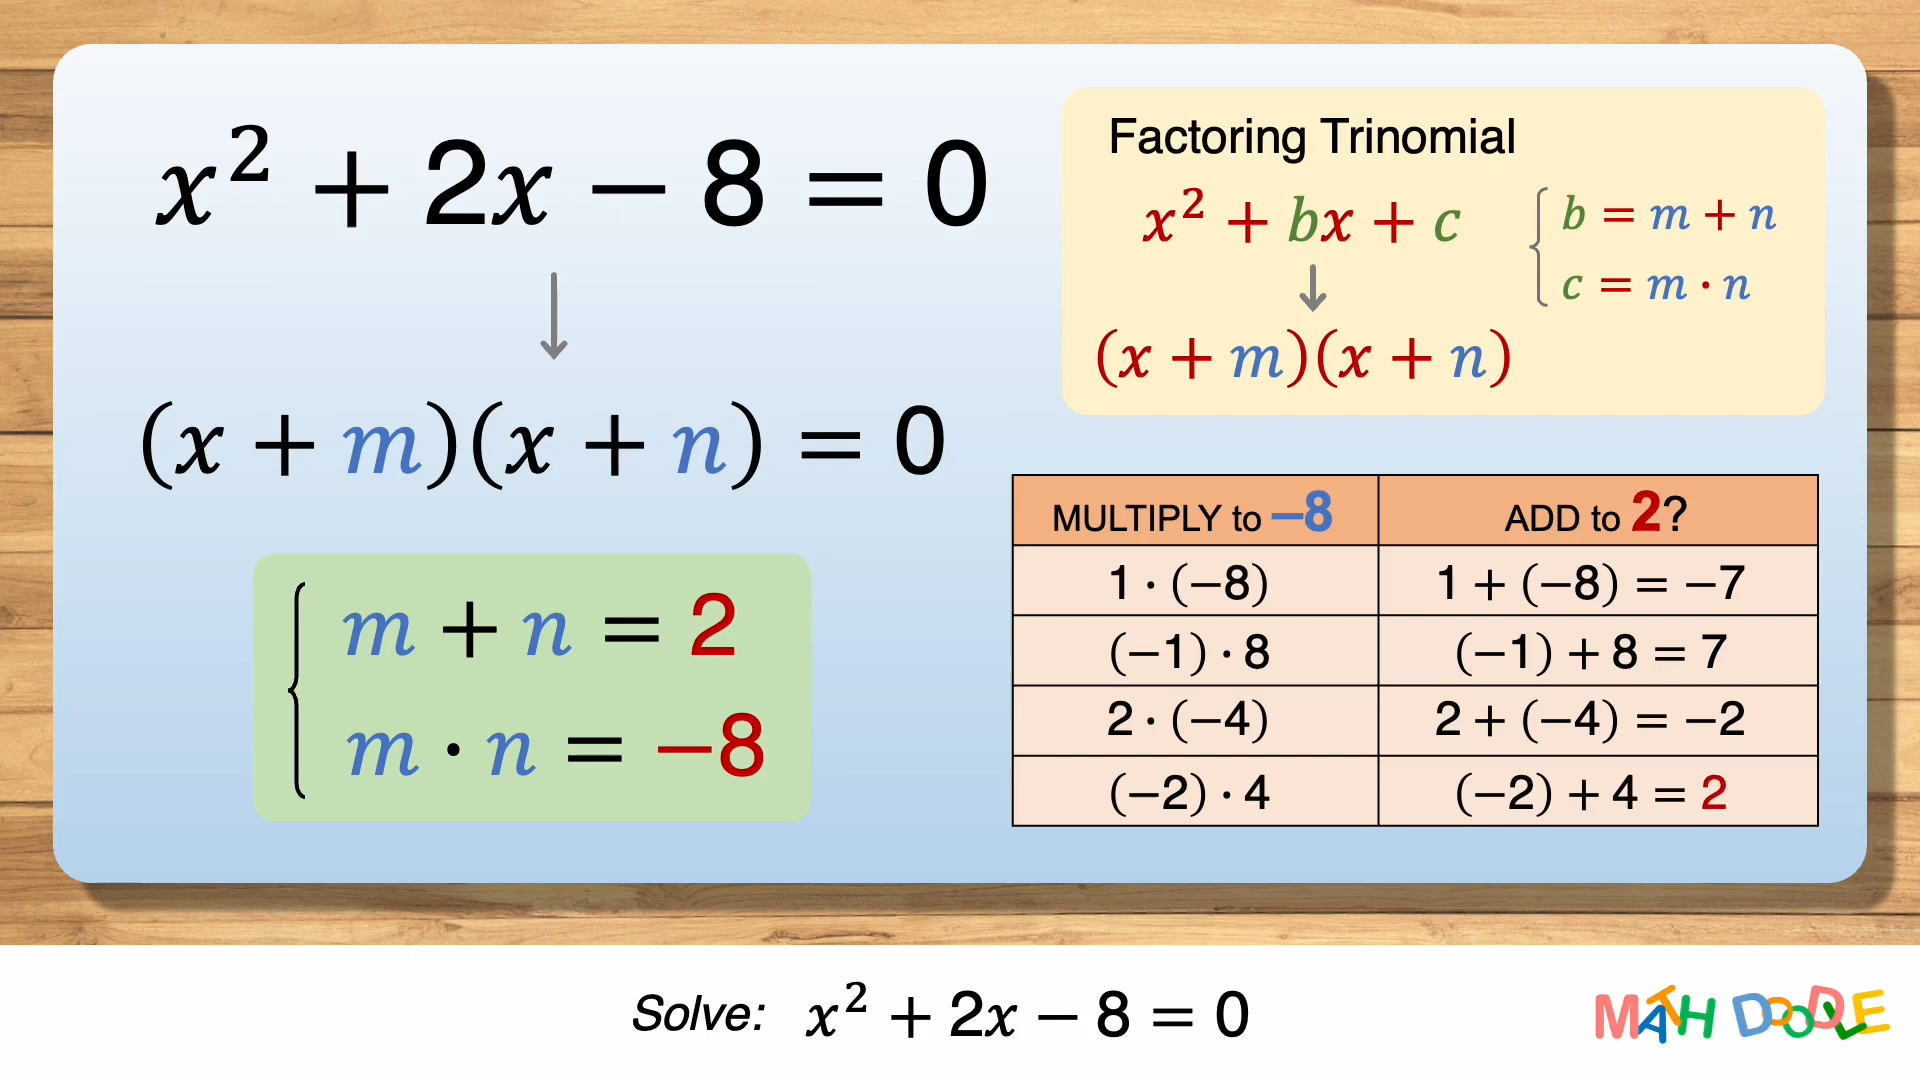 x² + 2x − 8 = 0
(x + m)(x + n) = 0
m + n = 2
m · n = −8
Factoring Trinomial
x² + bx + c
b = m + n
c = m · n
(x + m)(x + n)
MULTIPLY to −8 ADD to 2?
1 · (−8) 1 + (−8) = −7
(−1) · 8 (−1) + 8 = 7
2 · (−4) 2 + (−4) = −2
(−2) · 4 (−2) + 4 = 2
Solve: x² + 2x − 8 = 0
MATH DOODLE